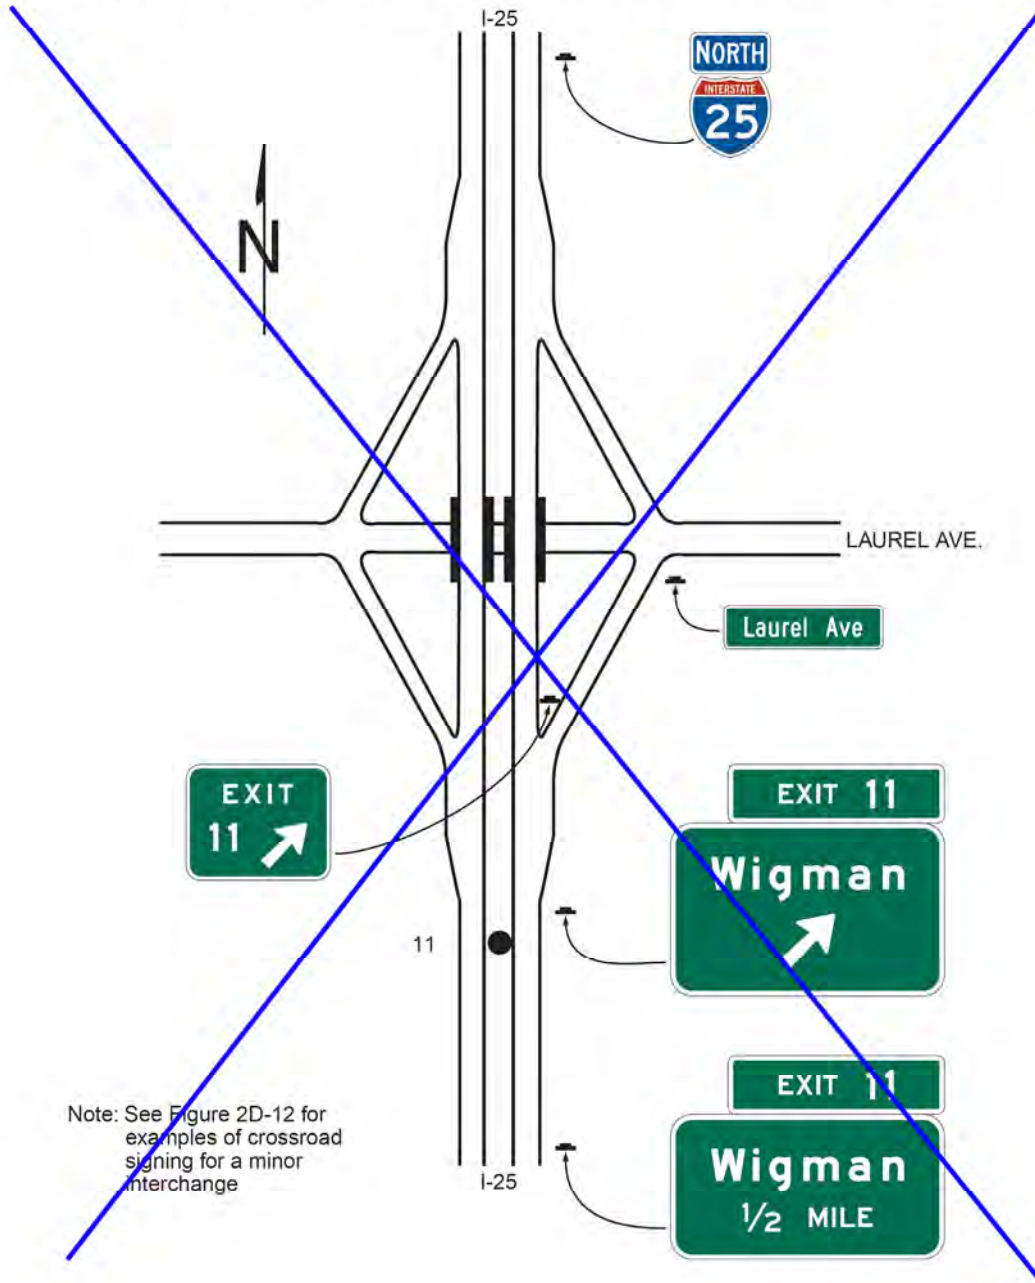 I-25
NORTH
INTERSTATE
25
N
LAUREL AVE.
Laurel Ave
EXIT
11
EXIT 11
Wigman
11
EXIT 11
Wigman
1/2 MILE
Note: See Figure 2D-12 for
examples of crossroad
signing for a minor
interchange
I-25